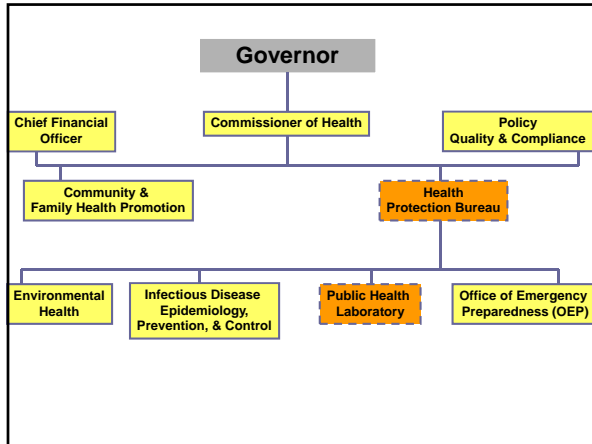 Governor
Chief Financial
Officer
Commissioner of Health
Policy
Quality & Compliance
Community &
Family Health Promotion
Health
Protection Bureau
Environmental
Health
Infectious Disease
Epidemiology,
Prevention, & Control
Public Health
Laboratory
Office of Emergency
Preparedness (OEP)